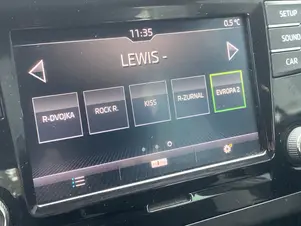 11:35
0.5°C
LEWIS -
R-DVOJKA
ROCK R.
KISS
R-ZURNAL
EVROPA 2
SETUP
SOUND
CAR